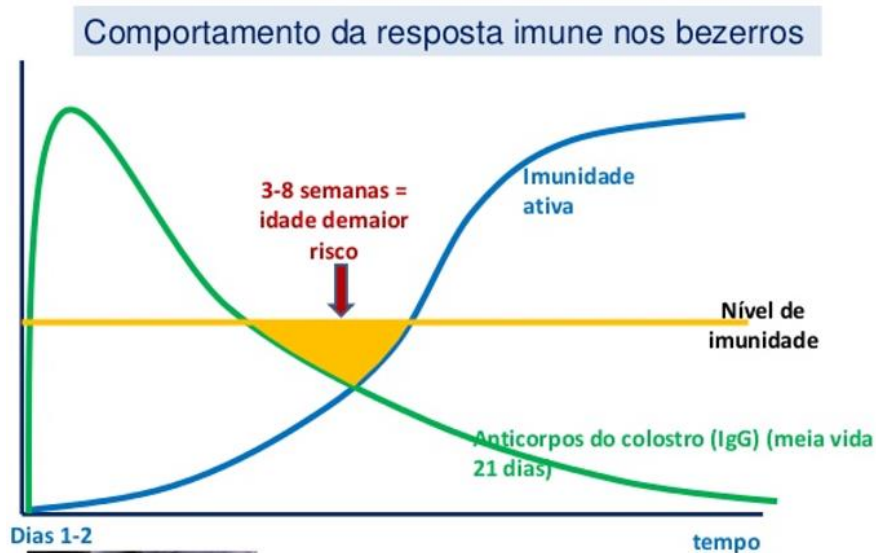 Comportamento da resposta imune nos bezerros
3-8 semanas =
idade demaior
risco
Imunidade
ativa
Nível de
imunidade
Anticorpos do colostro (IgG) (meia vida
21 dias)
Dias 1-2
tempo